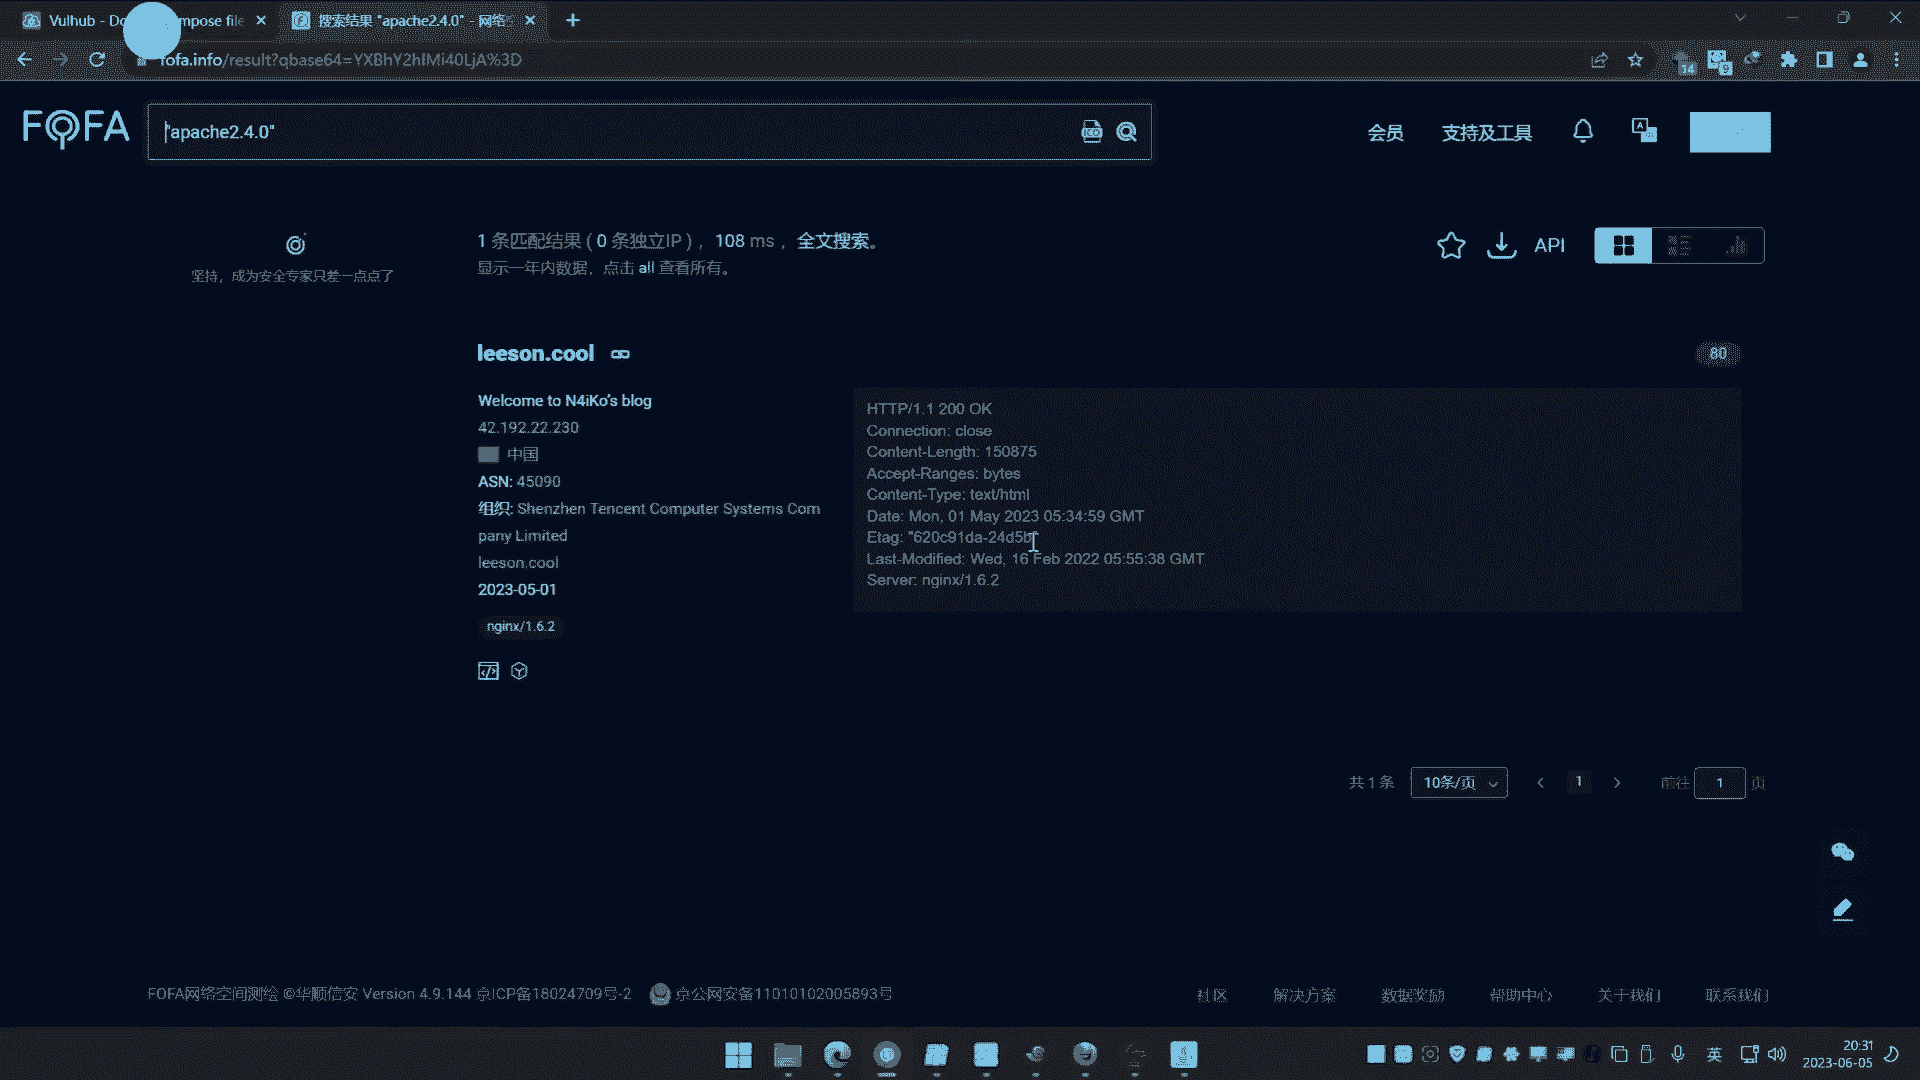 Vulhub - Do
mpose file
搜索结果 "apache2.4.0" - 网络
fofa.info/result?qbase64=YXBhY2hlMi40LjA%3D
14
9
FOFA
"apache2.4.0"
ICO
会员
支持及工具
A
坚持，成为安全专家只差一点点了
1 条匹配结果 ( 0 条独立IP ) ， 108 ms ， 全文搜索。
显示一年内数据，点击 all 查看所有。
API
leeson.cool
80
Welcome to N4iKo's blog
42.192.22.230
中国
ASN: 45090
组织: Shenzhen Tencent Computer Systems Com
pany Limited
leeson.cool
2023-05-01
nginx/1.6.2
HTTP/1.1 200 OK
Connection: close
Content-Length: 150875
Accept-Ranges: bytes
Content-Type: text/html
Date: Mon, 01 May 2023 05:34:59 GMT
Etag: "620c91da-24d5b"
Last-Modified: Wed, 16 Feb 2022 05:55:38 GMT
Server: nginx/1.6.2
共 1 条
10条/页
1
前往 1 页
FOFA网络空间测绘 ©华顺信安 Version 4.9.144 京ICP备18024709号-2
京公网安备11010102005893号
社区
解决方案
数据奖励
帮助中心
关于我们
联系我们
英
20:31
2023-06-05